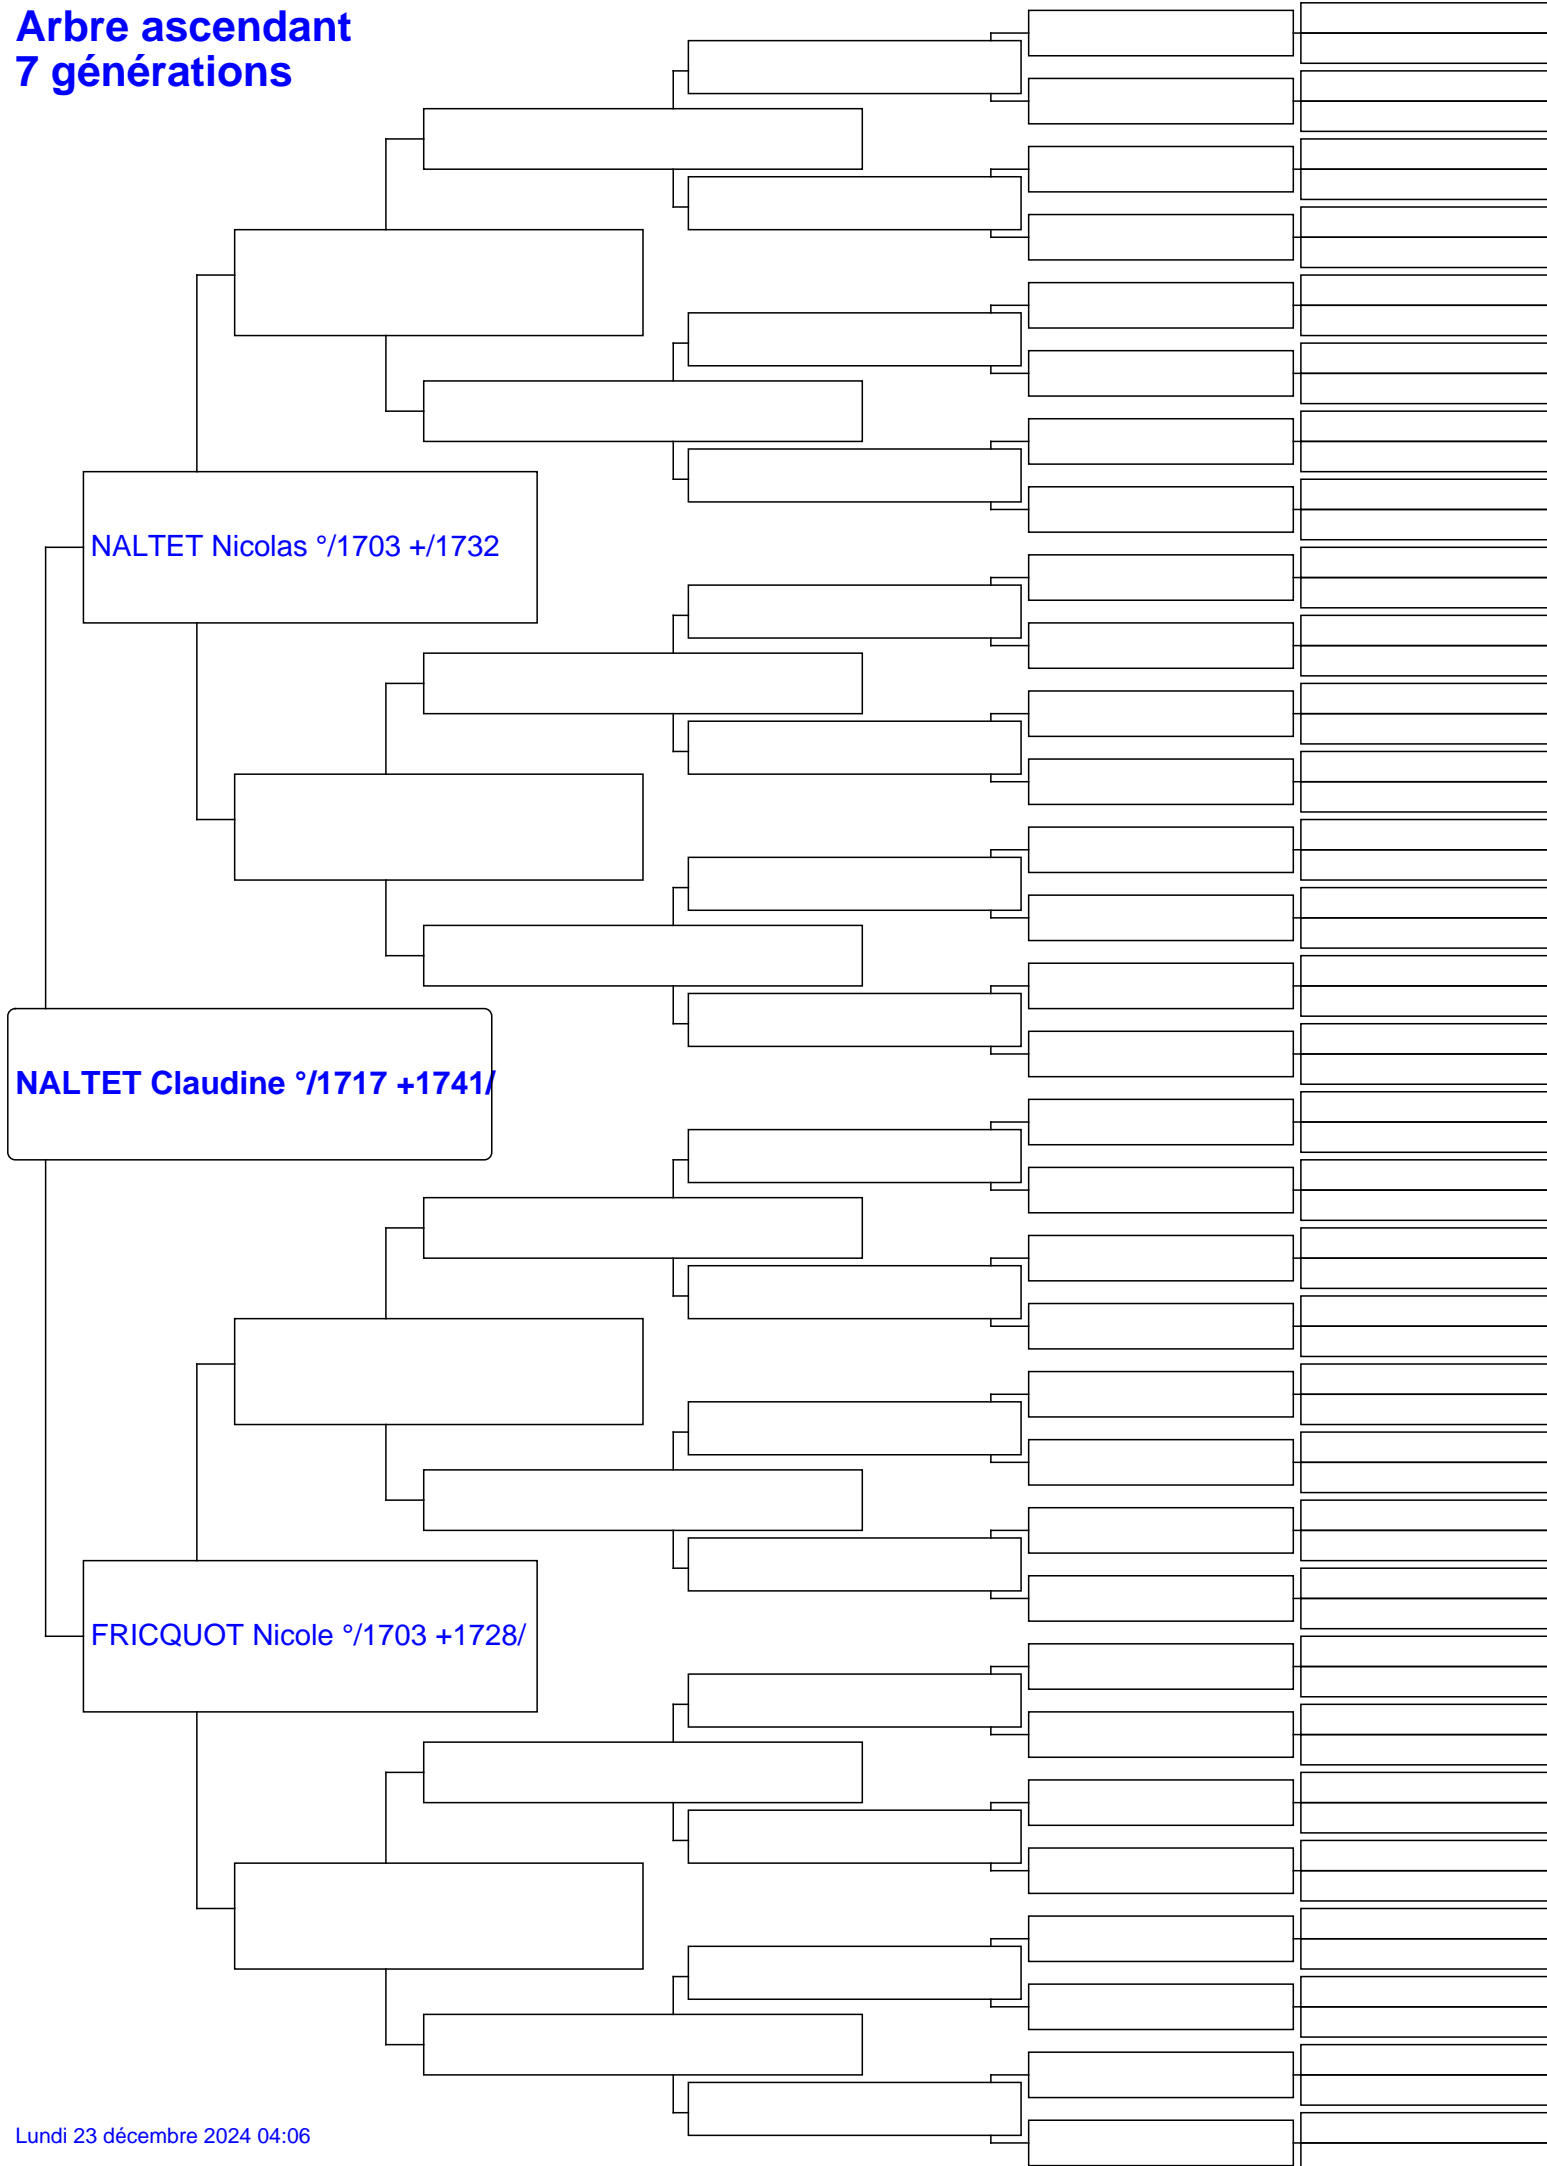 Arbre ascendant
7 générations
NALTET Nicolas °/1703 +/1732
NALTET Claudine °/1717 +1741/
FRICQUOT Nicole °/1703 +1728/
Lundi 23 décembre 2024 04:06